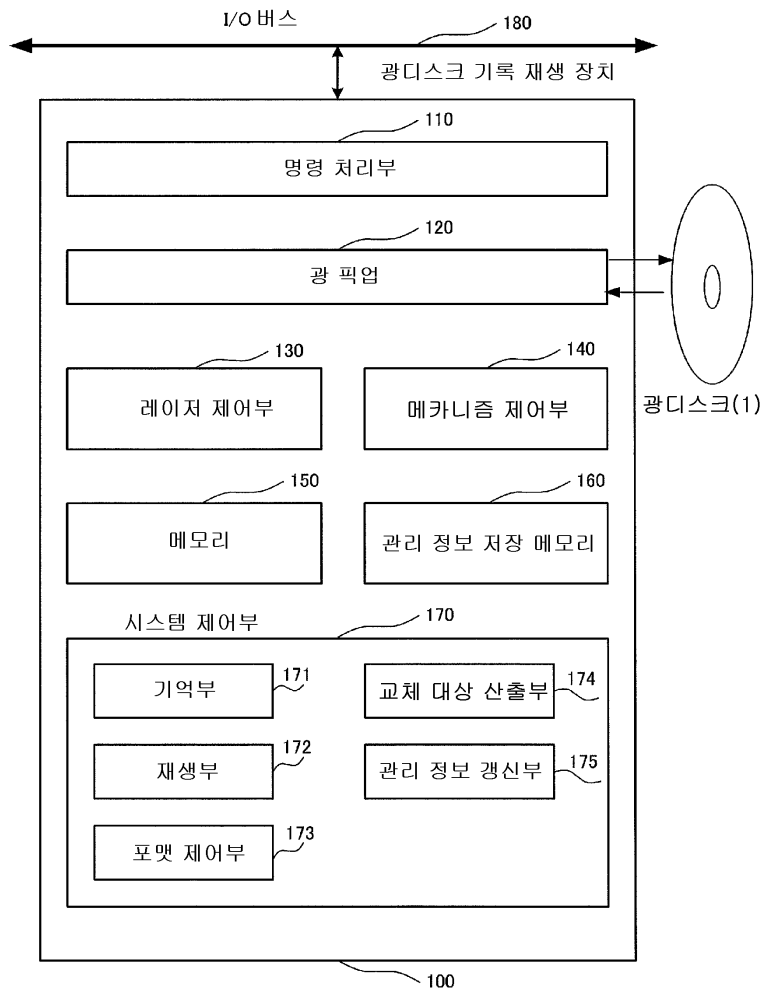 I/O 버스
180
광디스크 기록 재생 장치
110
명령 처리부
120
광 픽업
130
레이저 제어부
140
메카니즘 제어부
광디스크(1)
150
메모리
160
관리 정보 저장 메모리
시스템 제어부
170
기억부
171
교체 대상 산출부
174
재생부
172
관리 정보 갱신부
175
포맷 제어부
173
100